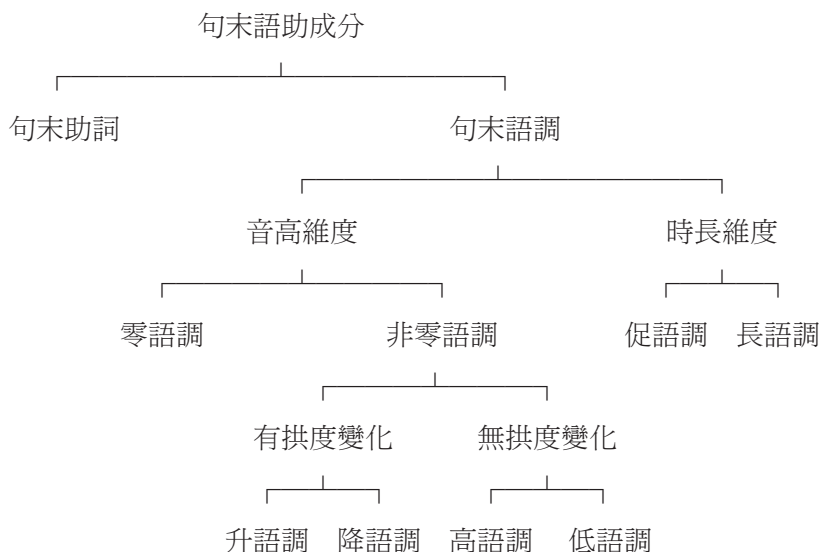 句末語助成分
句末助詞 句末語調
音高維度 時長維度
零語調 非零語調 促語調 長語調
有拱度變化 無拱度變化
升語調 降語調 高語調 低語調